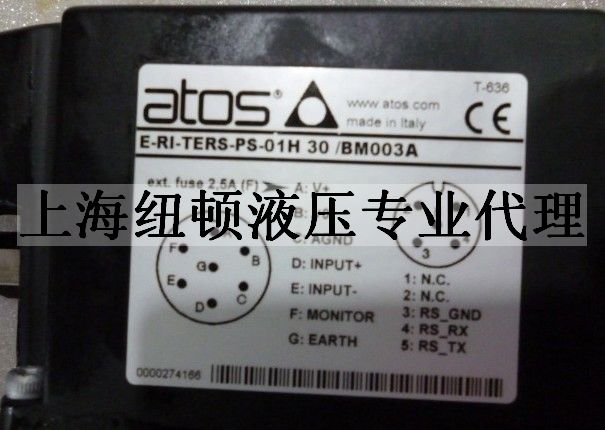 T-636
atos®
www.atos.com
made in Italy
CE
E-RI-TERS-PS-01H 30 /BM003A
ext. fuse 2.5A (F)
A: V+
上海纽顿液压专业代理
B:
C: AGND
D: INPUT+
E: INPUT-
F: MONITOR
G: EARTH
F
G
B
E
D
C
3
4
1: N.C.
2: N.C.
3: RS_GND
4: RS_RX
5: RS_TX
0000274166